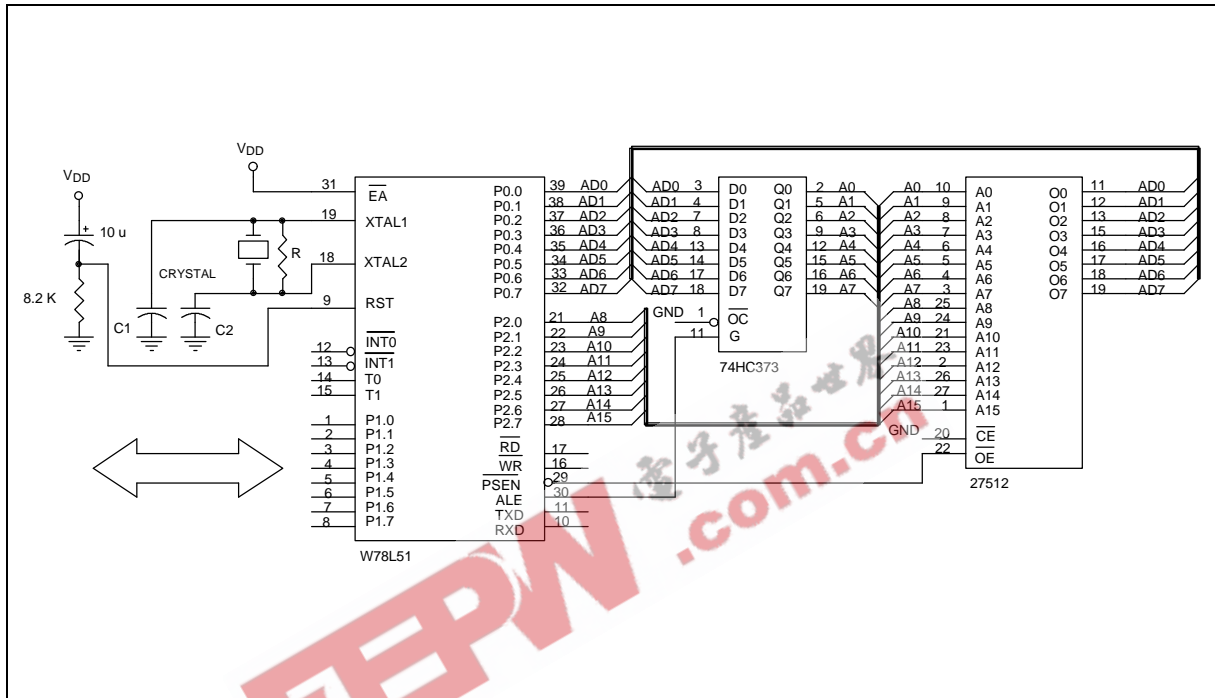 VDD
VDD
10 u
8.2 K
C1
CRYSTAL
C2
R
31 EA
19 XTAL1
18 XTAL2
9 RST
12 INT0
13 INT1
14 T0
15 T1
1 P1.0
2 P1.1
3 P1.2
4 P1.3
5 P1.4
6 P1.5
7 P1.6
8 P1.7
P0.0 39 AD0
P0.1 38 AD1
P0.2 37 AD2
P0.3 36 AD3
P0.4 35 AD4
P0.5 34 AD5
P0.6 33 AD6
P0.7 32 AD7
P2.0 21 A8
P2.1 22 A9
P2.2 23 A10
P2.3 24 A11
P2.4 25 A12
P2.5 26 A13
P2.6 27 A14
P2.7 28 A15
RD 17
WR 16
PSEN 29
ALE 30
TXD 11
RXD 10
W78L51
AD0 3 D0 Q0 2 A0
AD1 4 D1 Q1 5 A1
AD2 7 D2 Q2 6 A2
AD3 8 D3 Q3 9 A3
AD4 13 D4 Q4 12 A4
AD5 14 D5 Q5 15 A5
AD6 17 D6 Q6 16 A6
AD7 18 D7 Q7 19 A7
GND 1 OC
11 G
74HC373
A0 10 A0 O0 11 AD0
A1 9 A1 O1 12 AD1
A2 8 A2 O2 13 AD2
A3 7 A3 O3 15 AD3
A4 6 A4 O4 16 AD4
A5 5 A5 O5 17 AD5
A6 4 A6 O6 18 AD6
A7 3 A7 O7 19 AD7
A8 25 A8
A9 24 A9
A10 21 A10
A11 23 A11
A12 2 A12
A13 26 A13
A14 27 A14
A15 1 A15
GND 20 CE
22 OE
27512
電子產品世界
EEPW.com.cn